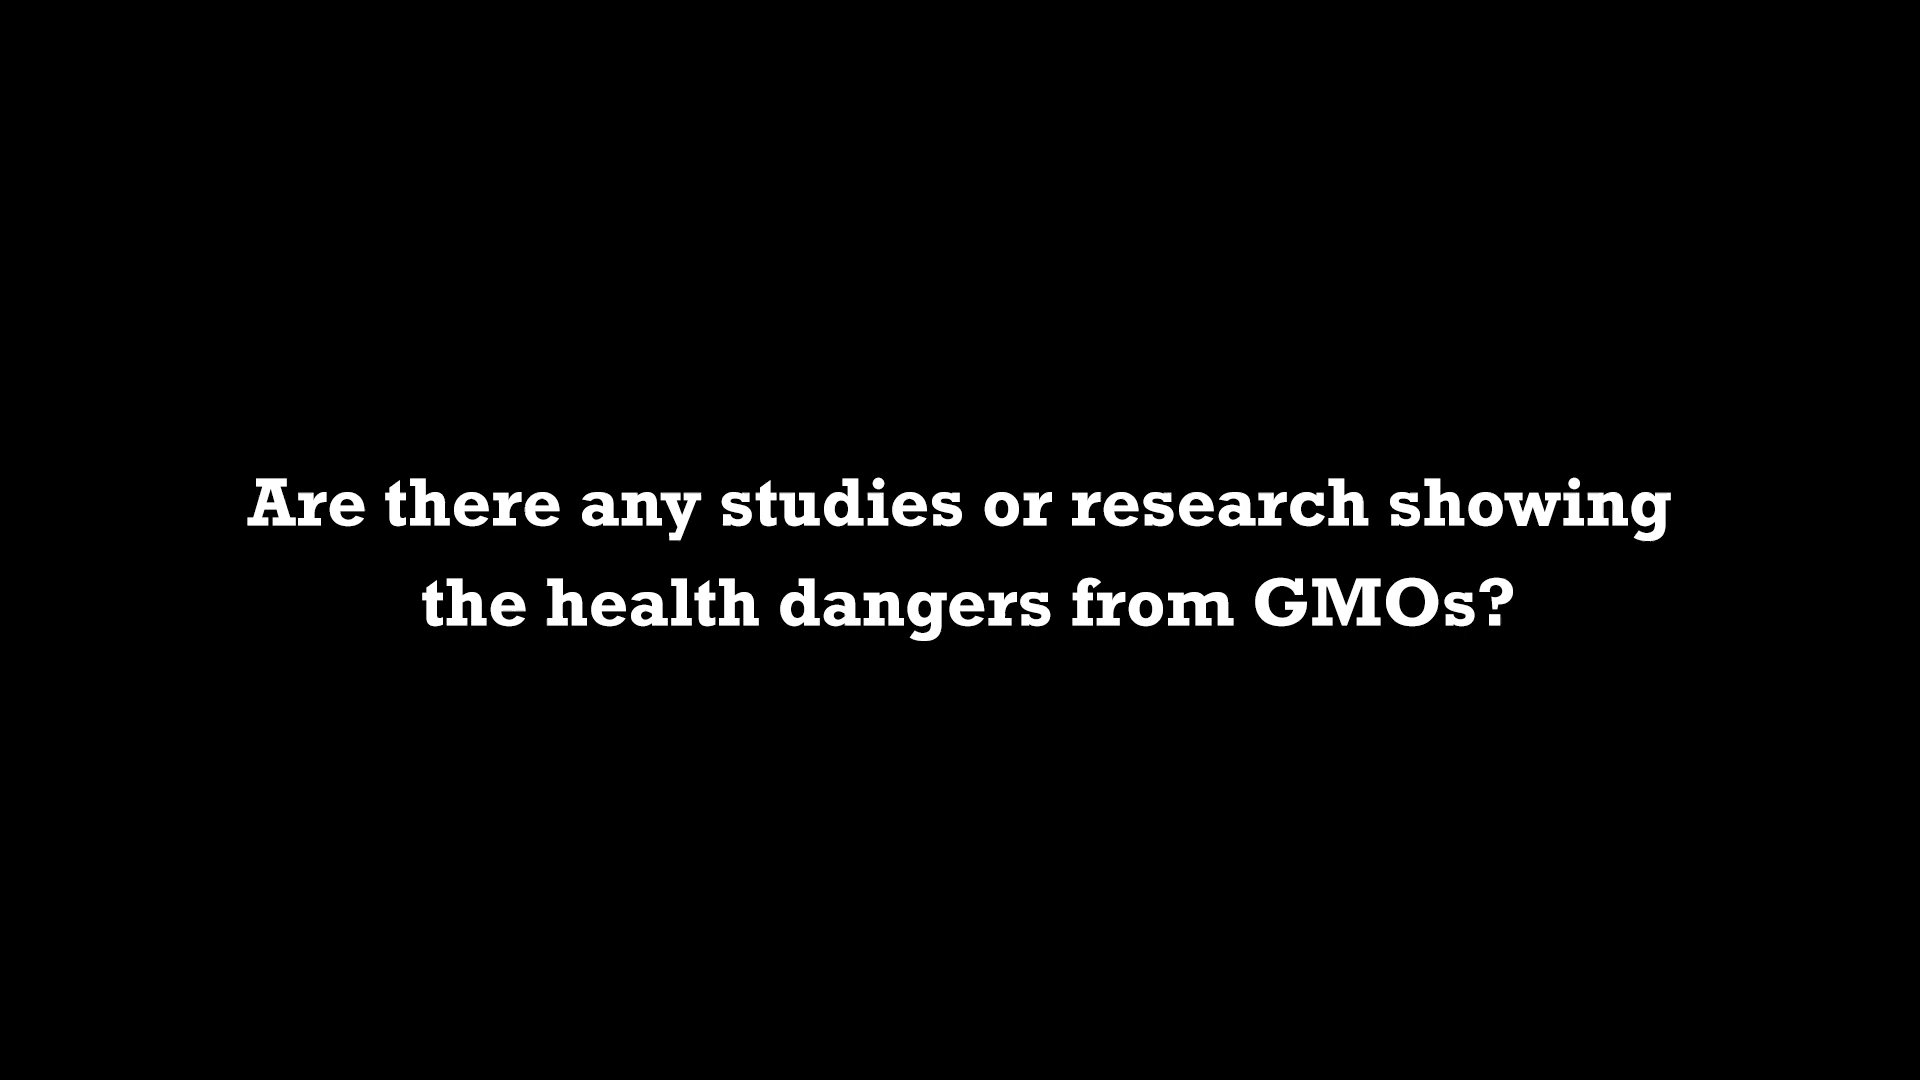 Are there any studies or research showing
the health dangers from GMOs?